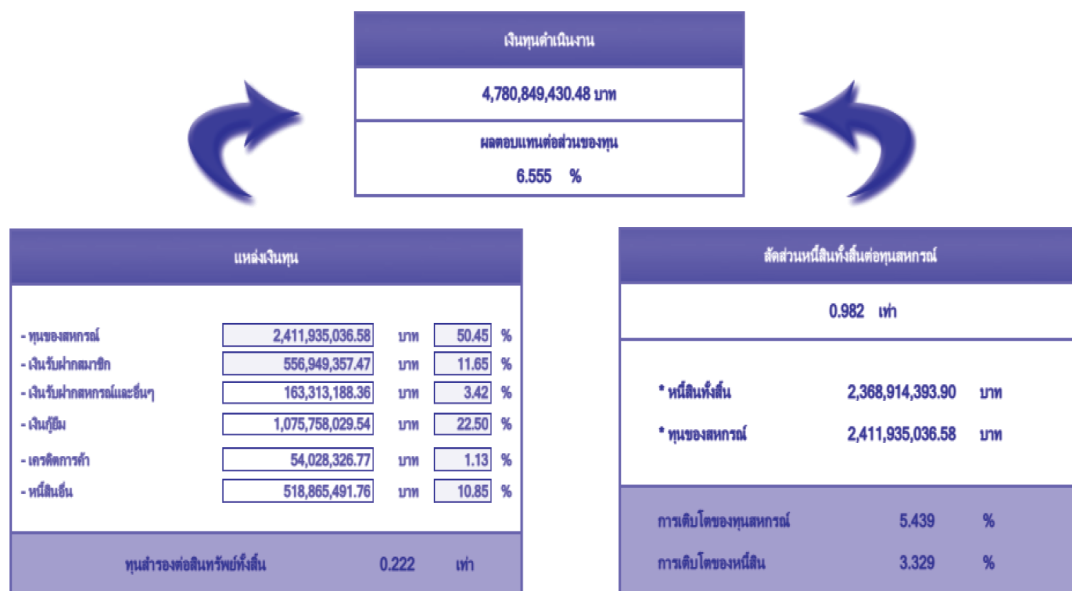 เงินทุนดำเนินงาน
4,780,849,430.48 บาท
ผลตอบแทนต่อส่วนของทุน
6.555 %
แหล่งเงินทุน
- ทุนของสหกรณ์ 2,411,935,036.58 บาท 50.45 %
- เงินรับฝากสมาชิก 556,949,357.47 บาท 11.65 %
- เงินรับฝากสหกรณ์และอื่นๆ 163,313,188.36 บาท 3.42 %
- เงินกู้ยืม 1,075,758,029.54 บาท 22.50 %
- เครดิตการค้า 54,028,326.77 บาท 1.13 %
- หนี้สินอื่น 518,865,491.76 บาท 10.85 %
ทุนสำรองต่อสินทรัพย์ทั้งสิ้น 0.222 เท่า
สัดส่วนหนี้สินทั้งสิ้นต่อทุนสหกรณ์
0.982 เท่า
* หนี้สินทั้งสิ้น 2,368,914,393.90 บาท
* ทุนของสหกรณ์ 2,411,935,036.58 บาท
การเติบโตของทุนสหกรณ์ 5.439 %
การเติบโตของหนี้สิน 3.329 %